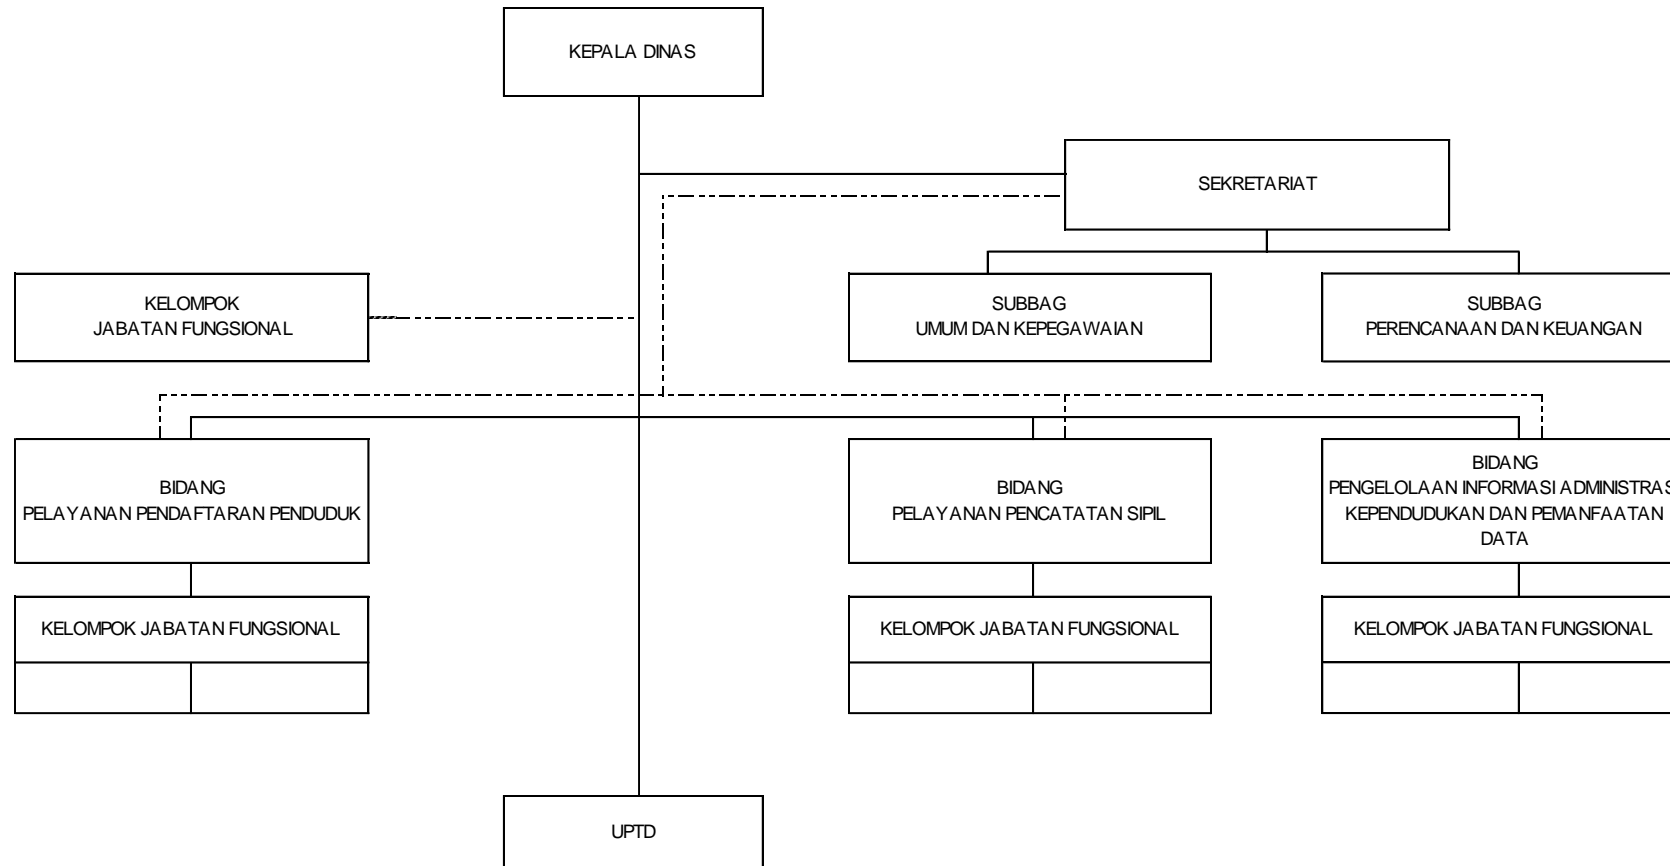 KEPALA DINAS
SEKRETARIAT
KELOMPOK
JABATAN FUNGSIONAL
SUBBAG
UMUM DAN KEPEGAWAIAN
SUBBAG
PERENCANAAN DAN KEUANGAN
BIDANG
PELAYANAN PENDAFTARAN PENDUDUK
BIDANG
PELAYANAN PENCATATAN SIPIL
BIDANG
PENGELOLAAN INFORMASI ADMINISTRASI
KEPENDUDUKAN DAN PEMANFAATAN
DATA
KELOMPOK JABATAN FUNGSIONAL
KELOMPOK JABATAN FUNGSIONAL
KELOMPOK JABATAN FUNGSIONAL
UPTD